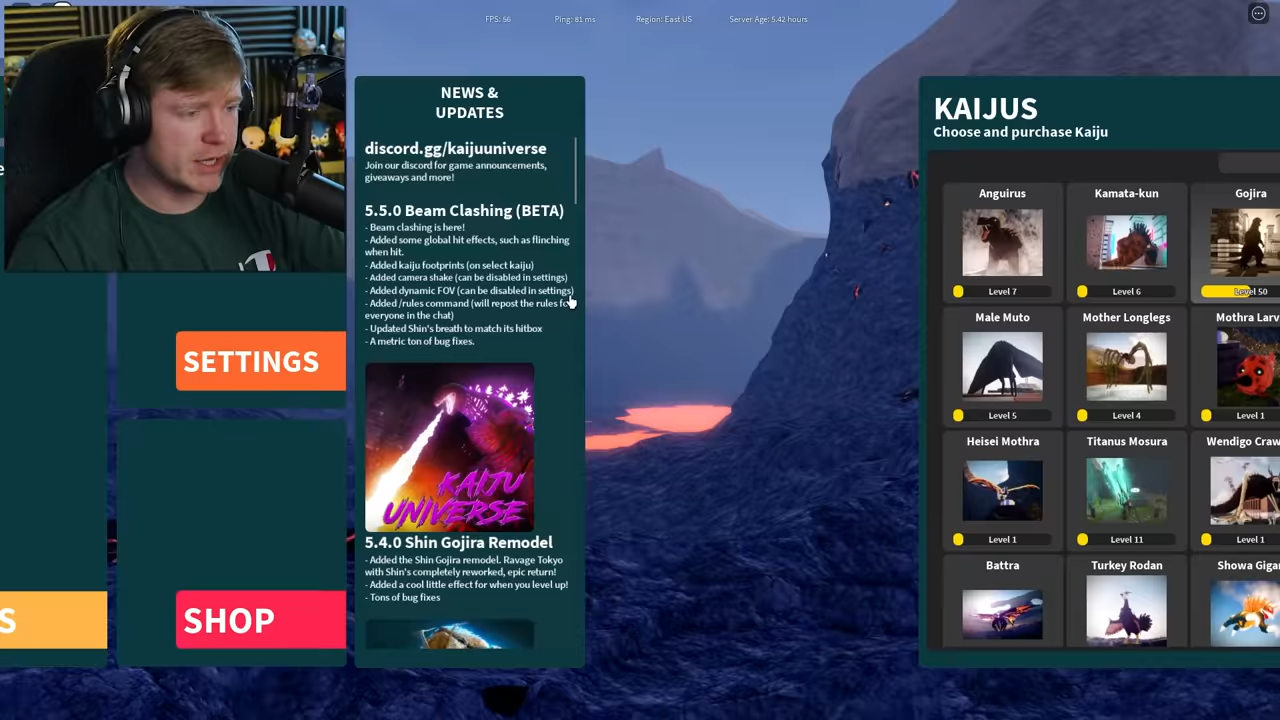 FPS: 56 Ping: 81 ms Region: East US Server Age: 5.42 hours
NEWS &
UPDATES
discord.gg/kaijuuniverse
Join our discord for game announcements,
giveaways and more!
5.5.0 Beam Clashing (BETA)
- Beam clashing is here!
- Added some global hit effects, such as flinching
when hit.
- Added kaiju footprints (on select kaiju)
- Added camera shake (can be disabled in settings)
- Added dynamic FOV (can be disabled in settings)
- Added /rules command (will repost the rules fo
everyone in the chat)
- Updated Shin's breath to match its hitbox
- A metric ton of bug fixes.
KAIJU
UNIVERSE
5.4.0 Shin Gojira Remodel
- Added the Shin Gojira remodel. Ravage Tokyo
with Shin's completely reworked, epic return!
- Added a cool little effect for when you level up!
- Tons of bug fixes
SETTINGS
S
SHOP
e
KAIJUS
Choose and purchase Kaiju
Anguirus Kamata-kun Gojira
Level 7 Level 6 Level 50
Male Muto Mother Longlegs Mothra Larv
Level 5 Level 4 Level 1
Heisei Mothra Titanus Mosura Wendigo Craw
Level 1 Level 11 Level 1
Battra Turkey Rodan Showa Giga